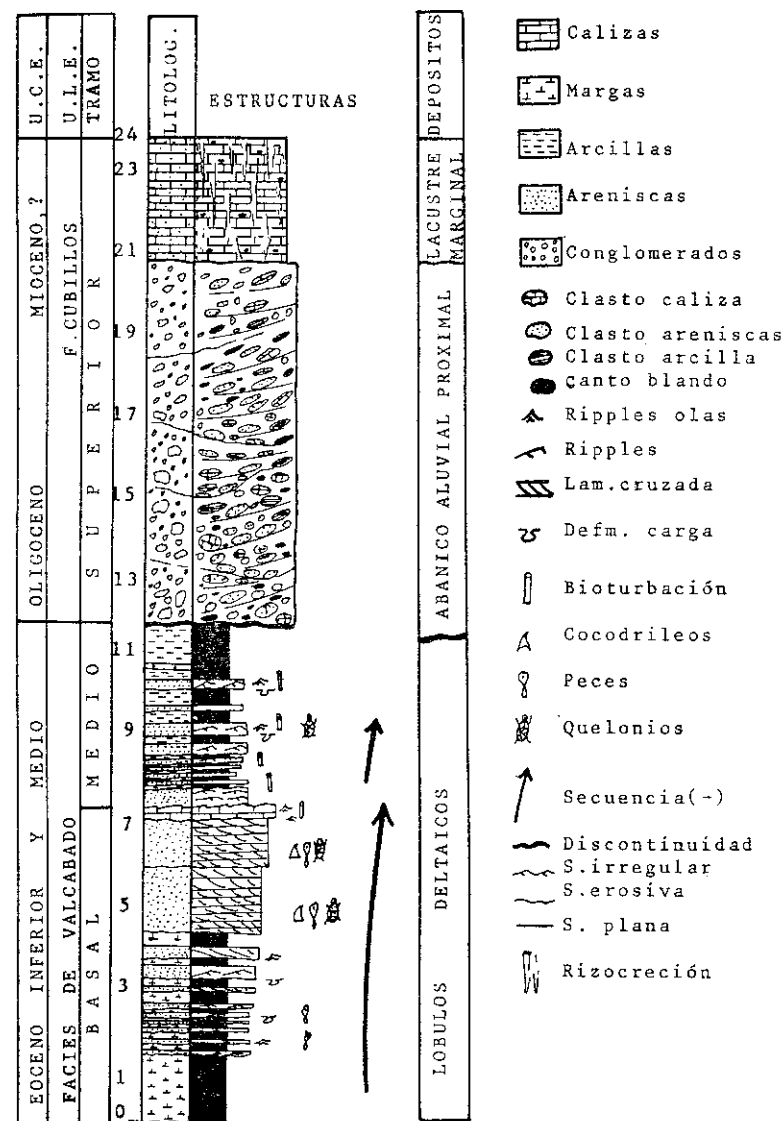 U.C.E.
U.L.E.
TRAMO
LITOLOG.
ESTRUCTURAS
DEPOSITOS
24
23
21
19
17
15
13
11
9
7
5
3
1
0
MIOCENO,?
OLIGOCENO
EOCENO INFERIOR Y MEDIO
F.CUBILLOS
FACIES DE VALCABADO
SUPERIOR
MEDIO
BASAL
LACUSTRE MARGINAL
ABANICO ALUVIAL PROXIMAL
LOBULOS DELTAICOS
Calizas
Margas
Arcillas
Areniscas
Conglomerados
Clasto caliza
Clasto areniscas
Clasto arcilla
Canto blando
Ripples olas
Ripples
Lam.cruzada
Defm. carga
Bioturbación
Cocodrileos
Peces
Quelonios
Secuencia(-)
Discontinuidad
S.irregular
S.erosiva
S. plana
Rizocreción